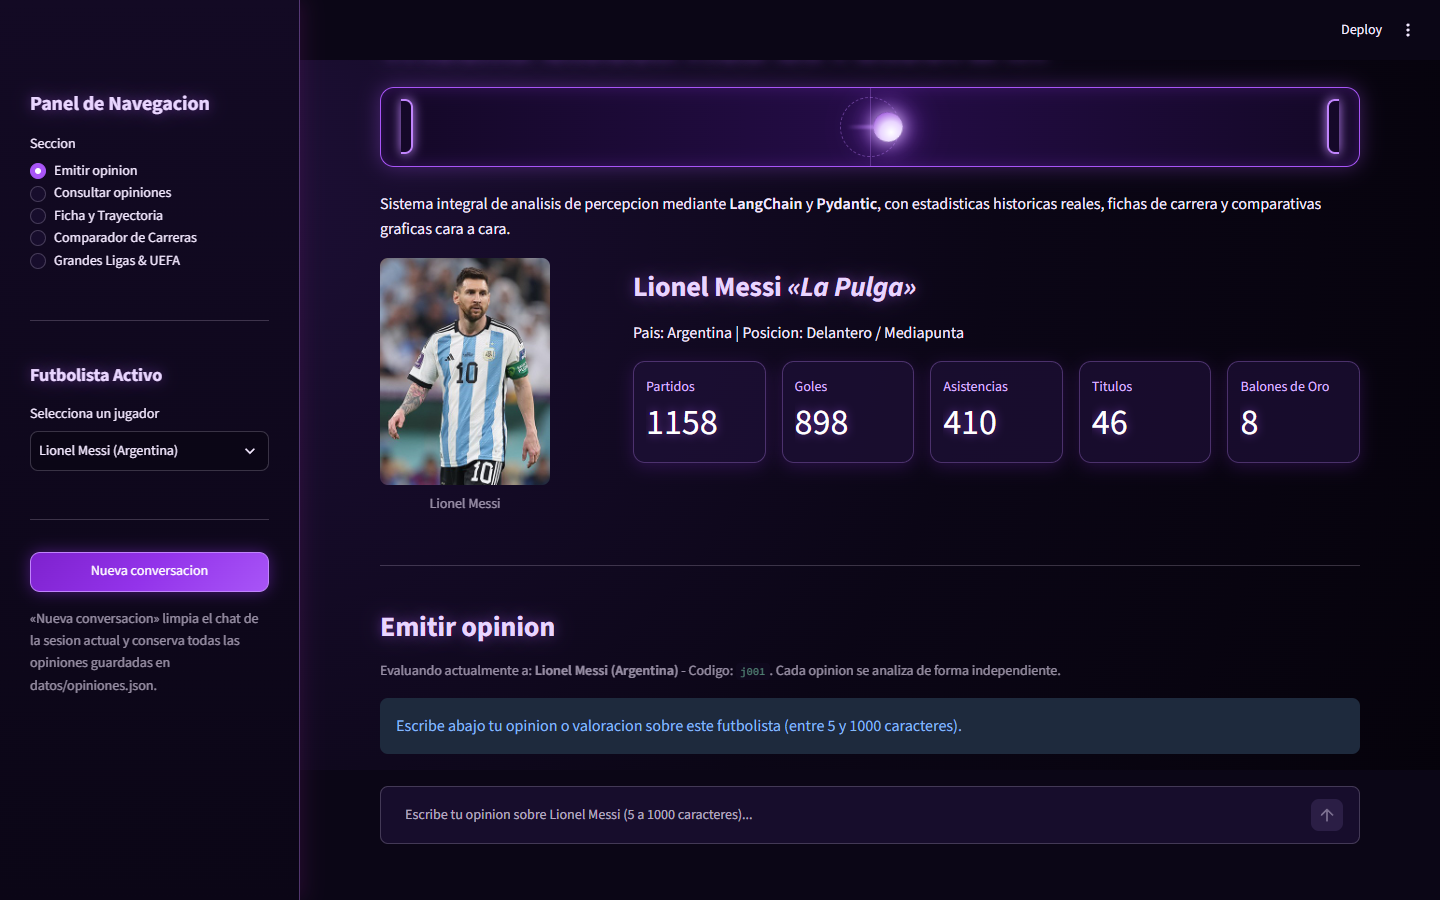 Deploy
Panel de Navegacion
Seccion
Emitir opinion
Consultar opiniones
Ficha y Trayectoria
Comparador de Carreras
Grandes Ligas & UEFA
Futbolista Activo
Selecciona un jugador
Lionel Messi (Argentina)
Nueva conversacion
«Nueva conversacion» limpia el chat de
la sesion actual y conserva todas las
opiniones guardadas en
datos/opiniones.json.
Sistema integral de analisis de percepcion mediante LangChain y Pydantic, con estadisticas historicas reales, fichas de carrera y comparativas
graficas cara a cara.
10
10
Lionel Messi
Lionel Messi «La Pulga»
Pais: Argentina | Posicion: Delantero / Mediapunta
Partidos
1158
Goles
898
Asistencias
410
Titulos
46
Balones de Oro
8
Emitir opinion
Evaluando actualmente a: Lionel Messi (Argentina) - Codigo: j001 . Cada opinion se analiza de forma independiente.
Escribe abajo tu opinion o valoracion sobre este futbolista (entre 5 y 1000 caracteres).
Escribe tu opinion sobre Lionel Messi (5 a 1000 caracteres)...